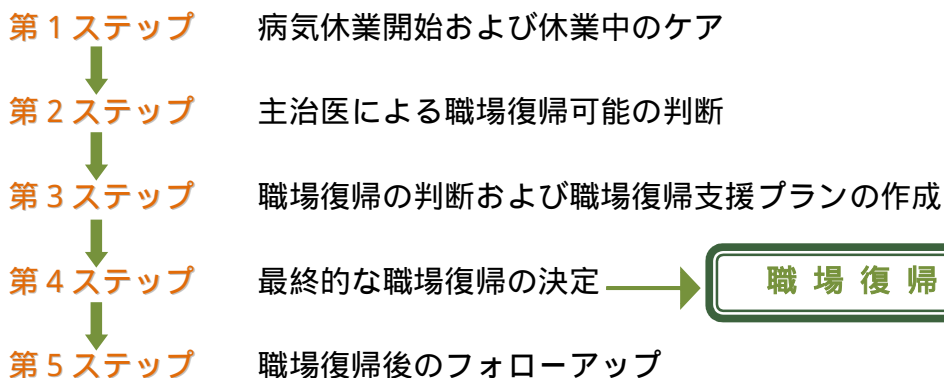 第1ステップ 病気休業開始および休業中のケア
第2ステップ 主治医による職場復帰可能の判断
第3ステップ 職場復帰の判断および職場復帰支援プランの作成
第4ステップ 最終的な職場復帰の決定 職場復帰
第5ステップ 職場復帰後のフォローアップ